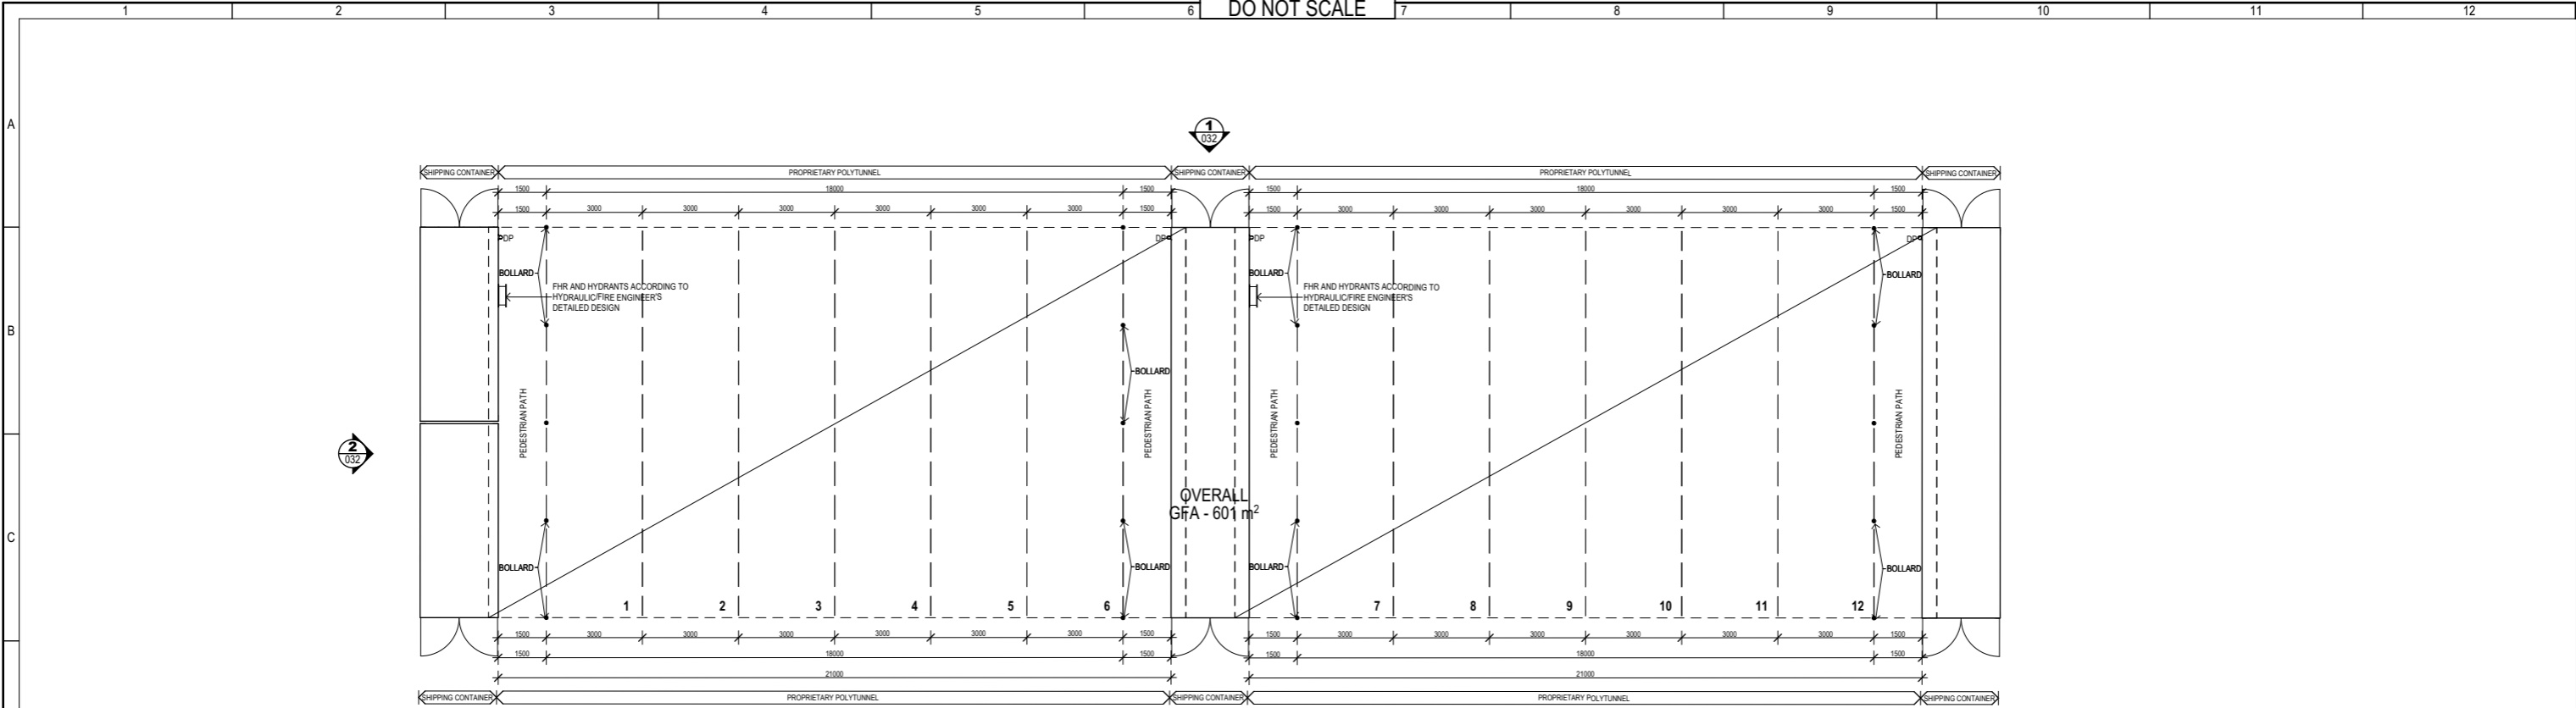 DO NOT SCALE
1 2 3 4 5 6 7 8 9 10 11 12
A
1
032
SHIPPING CONTAINER PROPRIETARY POLYTUNNEL SHIPPING CONTAINER PROPRIETARY POLYTUNNEL SHIPPING CONTAINER
1500 18000 1500 1500 18000 1500
1500 3000 3000 3000 3000 3000 3000 1500 1500 3000 3000 3000 3000 3000 3000 1500
DP DP DP DP
BOLLARD BOLLARD BOLLARD
FHR AND HYDRANTS ACCORDING TO
HYDRAULIC/FIRE ENGINEER'S
DETAILED DESIGN
FHR AND HYDRANTS ACCORDING TO
HYDRAULIC/FIRE ENGINEER'S
DETAILED DESIGN
B
BOLLARD
PEDESTRIAN PATH
PEDESTRIAN PATH
PEDESTRIAN PATH
PEDESTRIAN PATH
2
032
OVERALL
GFA - 601 m²
C
BOLLARD BOLLARD BOLLARD BOLLARD
1 2 3 4 5 6 7 8 9 10 11 12
1500 3000 3000 3000 3000 3000 3000 1500 1500 3000 3000 3000 3000 3000 3000 1500
1500 18000 1500 1500 18000 1500
21000 21000
SHIPPING CONTAINER PROPRIETARY POLYTUNNEL SHIPPING CONTAINER PROPRIETARY POLYTUNNEL SHIPPING CONTAINER